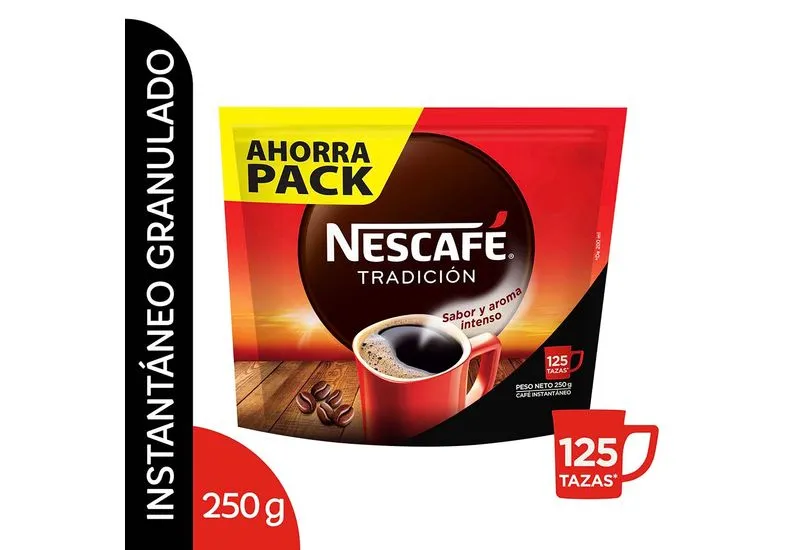 INSTANTÁNEO GRANULADO
250 g
AHORRA
PACK
NESCAFÉ®
TRADICIÓN
Sabor y aroma
intenso
125
TAZAS*
PESO NETO 250 g
CAFÉ INSTANTÁNEO
125
TAZAS*